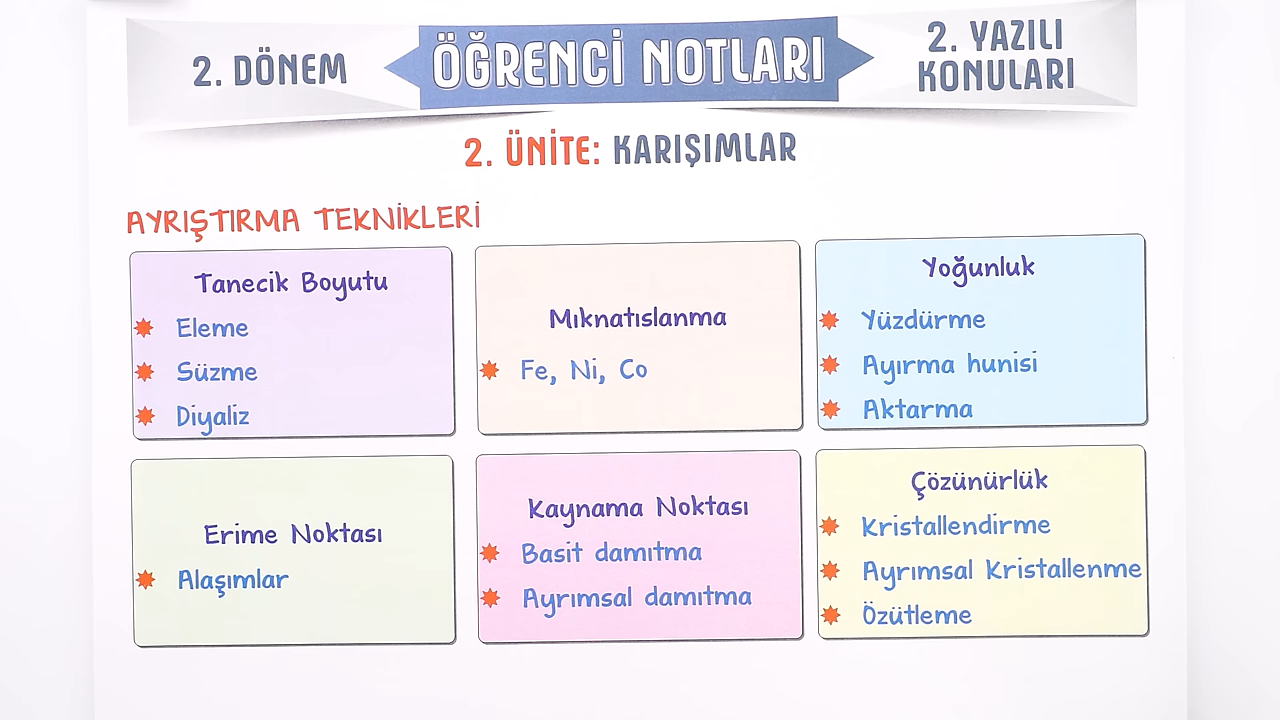 2. DÖNEM
ÖĞRENCİ NOTLARI
2. YAZILI
KONULARI
2. ÜNİTE: KARIŞIMLAR
AYRIŞTIRMA TEKNİKLERİ
Tanecik Boyutu
Eleme
Süzme
Diyaliz
Mıknatıslanma
Fe, Ni, Co
Yoğunluk
Yüzdürme
Ayırma hunisi
Aktarma
Erime Noktası
Alaşımlar
Kaynama Noktası
Basit damıtma
Ayrımsal damıtma
Çözünürlük
Kristallendirme
Ayrımsal Kristallenme
Özütleme